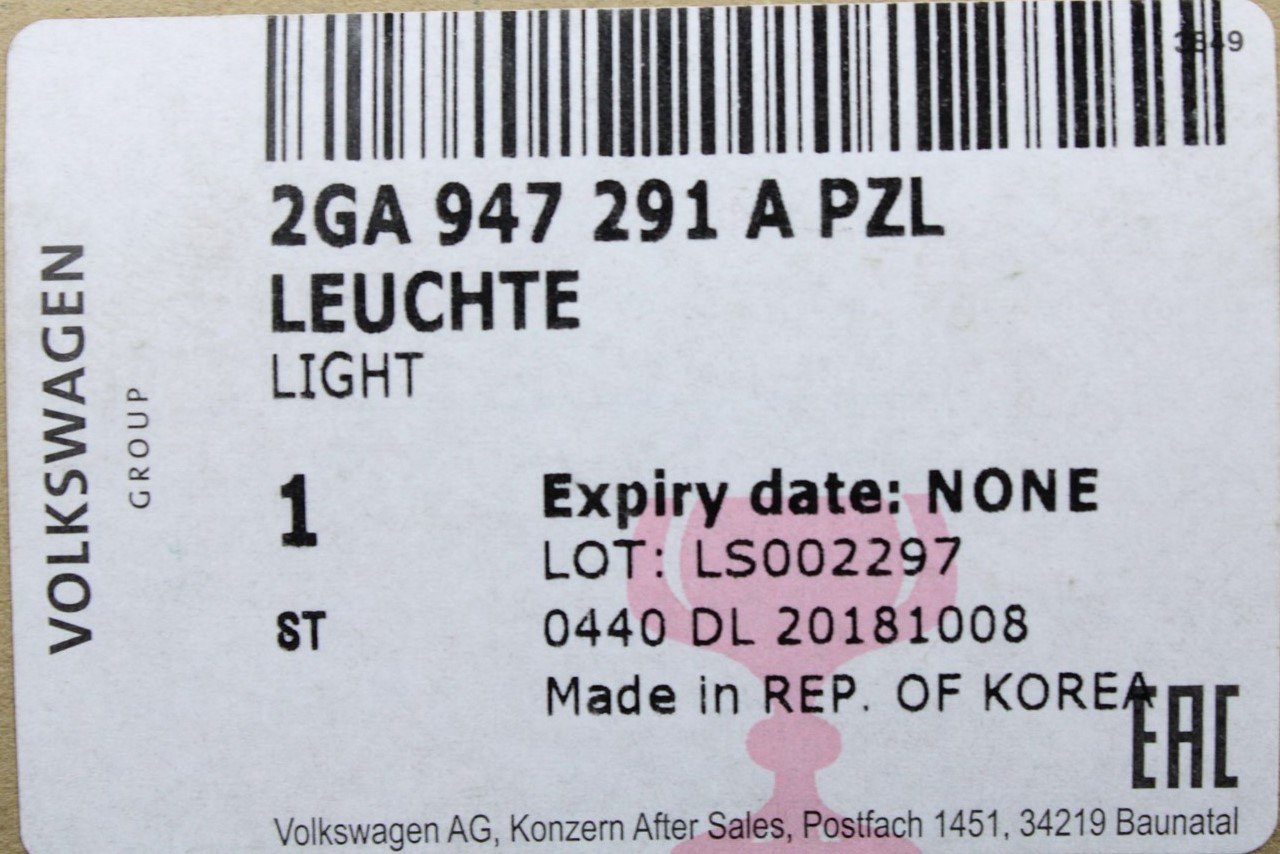 2GA 947 291 A PZL
LEUCHTE
LIGHT
VOLKSWAGEN
GROUP
1
ST
Expiry date: NONE
LOT: LS002297
0440 DL 20181008
Made in REP. OF KOREA
EAC
Volkswagen AG, Konzern After Sales, Postfach 1451, 34219 Baunatal